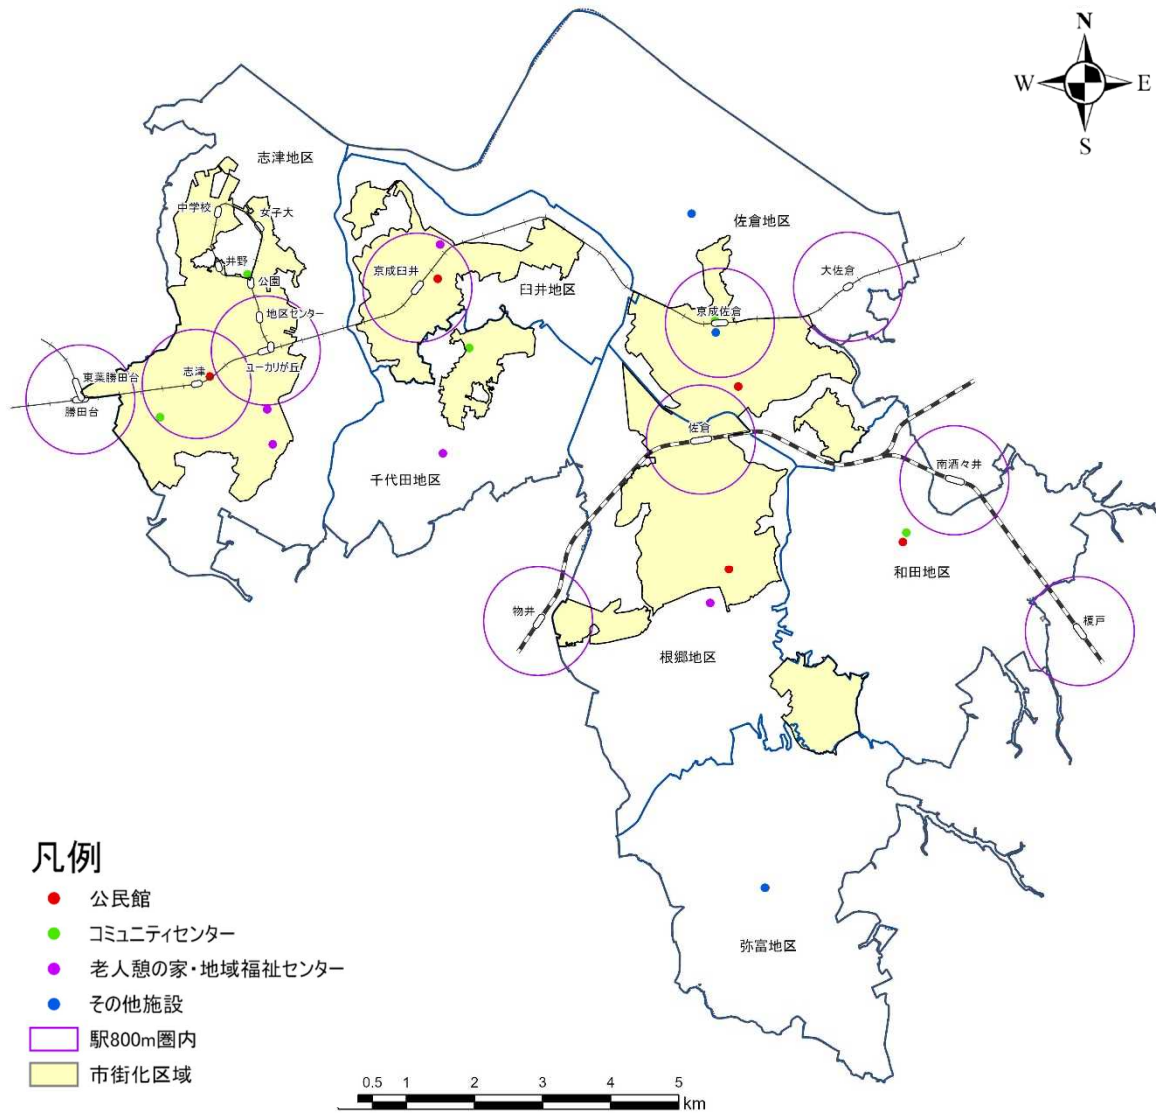 N
W
E
S
志津地区
中学校
女子大
佐倉地区
井野
公園
京成臼井
大佐倉
臼井地区
地区センター
京成佐倉
ユーカリが丘
東葉勝田台
志津
勝田台
佐倉
千代田地区
南酒々井
和田地区
物井
榎戸
根郷地区
弥富地区
凡例
公民館
コミュニティセンター
老人憩の家・地域福祉センター
その他施設
駅800m圏内
市街化区域
0.5 1 2 3 4 5
km